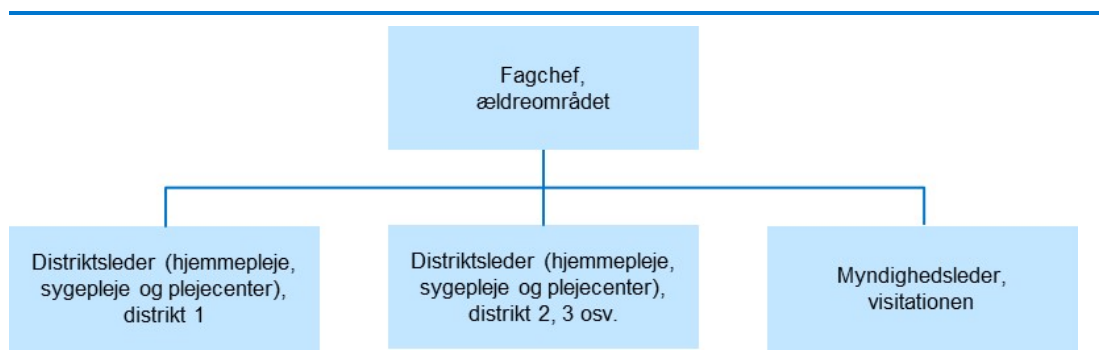 Fagchef,
ældreområdet
Distriktsleder (hjemmepleje,
sygepleje og plejecenter),
distrikt 1
Distriktsleder (hjemmepleje,
sygepleje og plejecenter),
distrikt 2, 3 osv.
Myndighedsleder,
visitationen